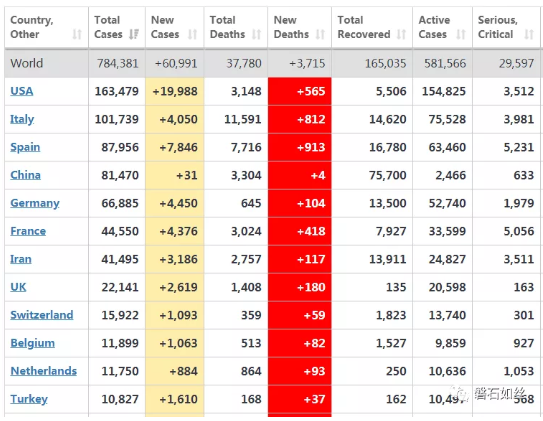 Country, Other Total Cases New Cases Total Deaths New Deaths Total Recovered Active Cases Serious, Critical
World 784,381 +60,991 37,780 +3,715 165,035 581,566 29,597
USA 163,479 +19,988 3,148 +565 5,506 154,825 3,512
Italy 101,739 +4,050 11,591 +812 14,620 75,528 3,981
Spain 87,956 +7,846 7,716 +913 16,780 63,460 5,231
China 81,470 +31 3,304 +4 75,700 2,466 633
Germany 66,885 +4,450 645 +104 13,500 52,740 1,979
France 44,550 +4,376 3,024 +418 7,927 33,599 5,056
Iran 41,495 +3,186 2,757 +117 13,911 24,827 3,511
UK 22,141 +2,619 1,408 +180 135 20,598 163
Switzerland 15,922 +1,093 359 +59 1,823 13,740 301
Belgium 11,899 +1,063 513 +82 1,527 9,859 927
Netherlands 11,750 +884 864 +93 250 10,636 1,053
Turkey 10,827 +1,610 168 +37 162 10,497 568
磐石如丝